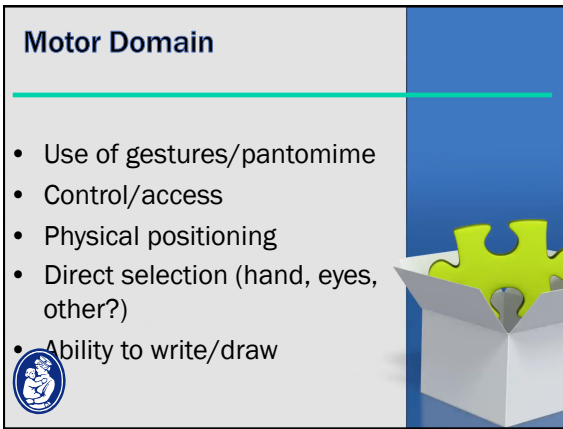 Motor Domain
• Use of gestures/pantomime
• Control/access
• Physical positioning
• Direct selection (hand, eyes,
other?)
• Ability to write/draw